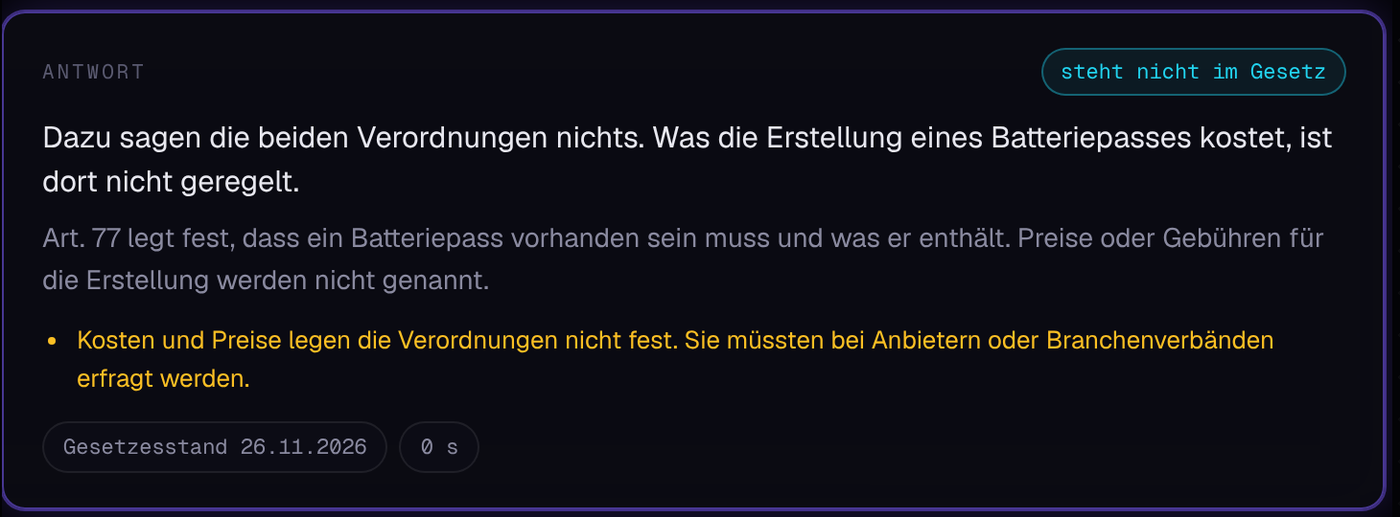 ANTWORT
steht nicht im Gesetz
Dazu sagen die beiden Verordnungen nichts. Was die Erstellung eines Batteriepasses kostet, ist
dort nicht geregelt.
Art. 77 legt fest, dass ein Batteriepass vorhanden sein muss und was er enthält. Preise oder Gebühren für
die Erstellung werden nicht genannt.
• Kosten und Preise legen die Verordnungen nicht fest. Sie müssten bei Anbietern oder Branchenverbänden
erfragt werden.
Gesetzesstand 26.11.2026
0 s